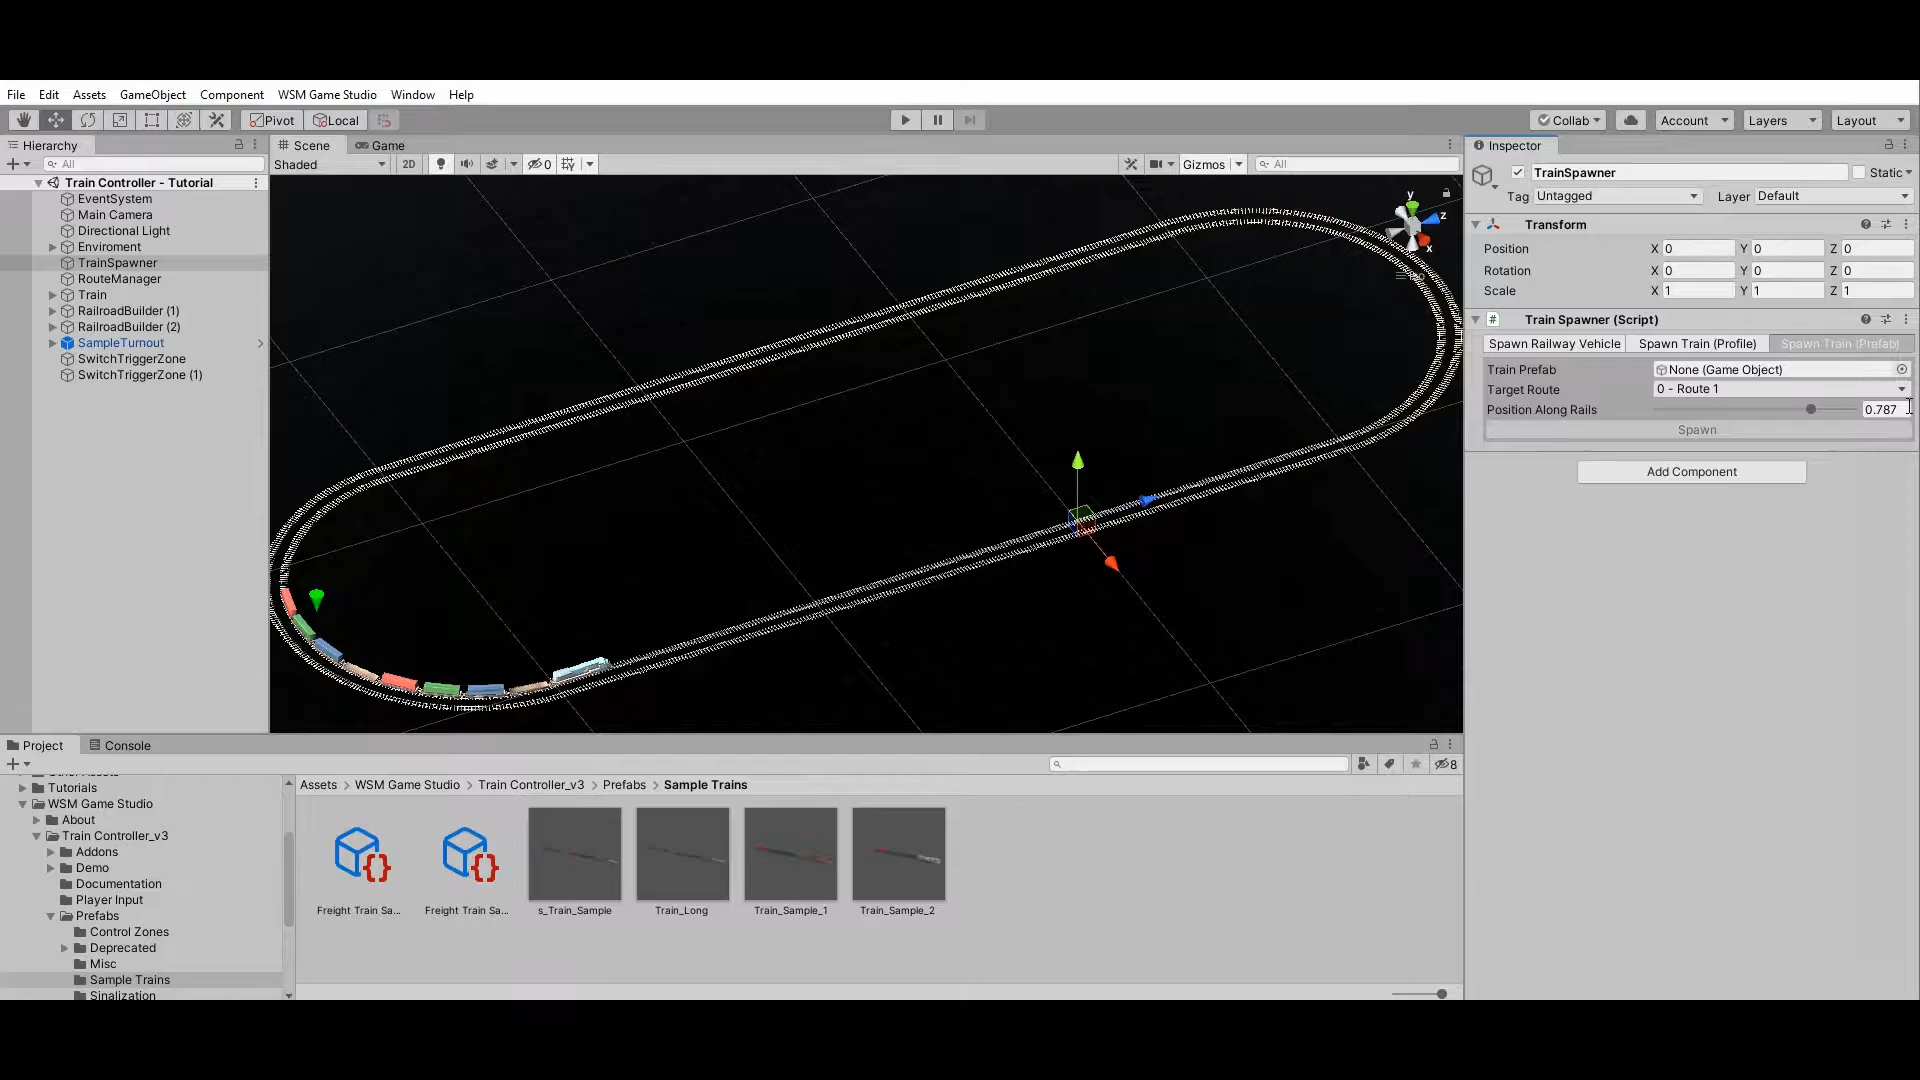 File Edit Assets GameObject Component WSM Game Studio Window Help
Pivot Local Collab Account Layers Layout
Hierarchy
All
Train Controller - Tutorial
EventSystem
Main Camera
Directional Light
Enviroment
TrainSpawner
RouteManager
Train
RailroadBuilder (1)
RailroadBuilder (2)
SampleTurnout
SwitchTriggerZone
SwitchTriggerZone (1)
Scene Game
Shaded 2D 0 Gizmos All
y
z
x
Inspector
TrainSpawner Static
Tag Untagged Layer Default
Transform
Position X 0 Y 0 Z 0
Rotation X 0 Y 0 Z 0
Scale X 1 Y 1 Z 1
# Train Spawner (Script)
Spawn Railway Vehicle Spawn Train (Profile) Spawn Train (Prefab)
Train Prefab None (Game Object)
Target Route 0 - Route 1
Position Along Rails 0.787
Spawn
Add Component
Project Console
8
Tutorials
WSM Game Studio
About
Train Controller_v3
Addons
Demo
Documentation
Player Input
Prefabs
Control Zones
Deprecated
Misc
Sample Trains
Sinalization
Assets > WSM Game Studio > Train Controller_v3 > Prefabs > Sample Trains
Freight Train Sa... Freight Train Sa... s_Train_Sample Train_Long Train_Sample_1 Train_Sample_2